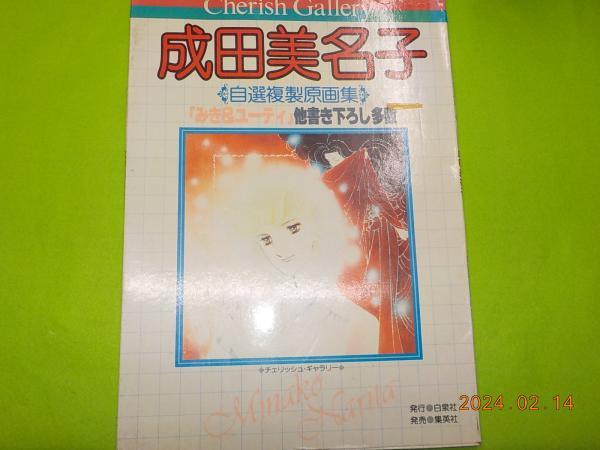 Cherish Gallery
成田美名子
自選複製原画集
「みき&ユーティ」他書き下ろし多数
チェリッシュ・ギャラリー
Minako Narita
発行●白泉社
発売●集英社
2024.02.14